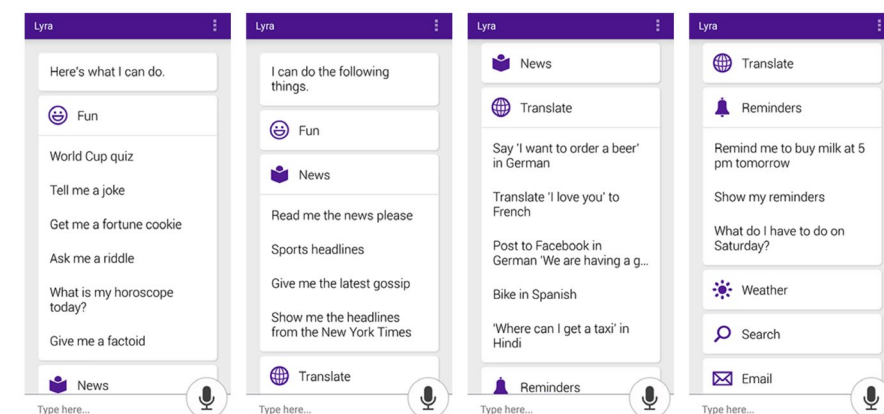 Lyra
Here's what I can do.
Fun
World Cup quiz
Tell me a joke
Get me a fortune cookie
Ask me a riddle
What is my horoscope
today?
Give me a factoid
News
Type here...
Lyra
I can do the following
things.
Fun
News
Read me the news please
Sports headlines
Give me the latest gossip
Show me the headlines
from the New York Times
Translate
Type here...
Lyra
News
Translate
Say 'I want to order a beer'
in German
Translate 'I love you' to
French
Post to Facebook in
German 'We are having a g...
Bike in Spanish
'Where can I get a taxi' in
Hindi
Reminders
Type here...
Lyra
Translate
Reminders
Remind me to buy milk at 5
pm tomorrow
Show my reminders
What do I have to do on
Saturday?
Weather
Search
Email
Type here...